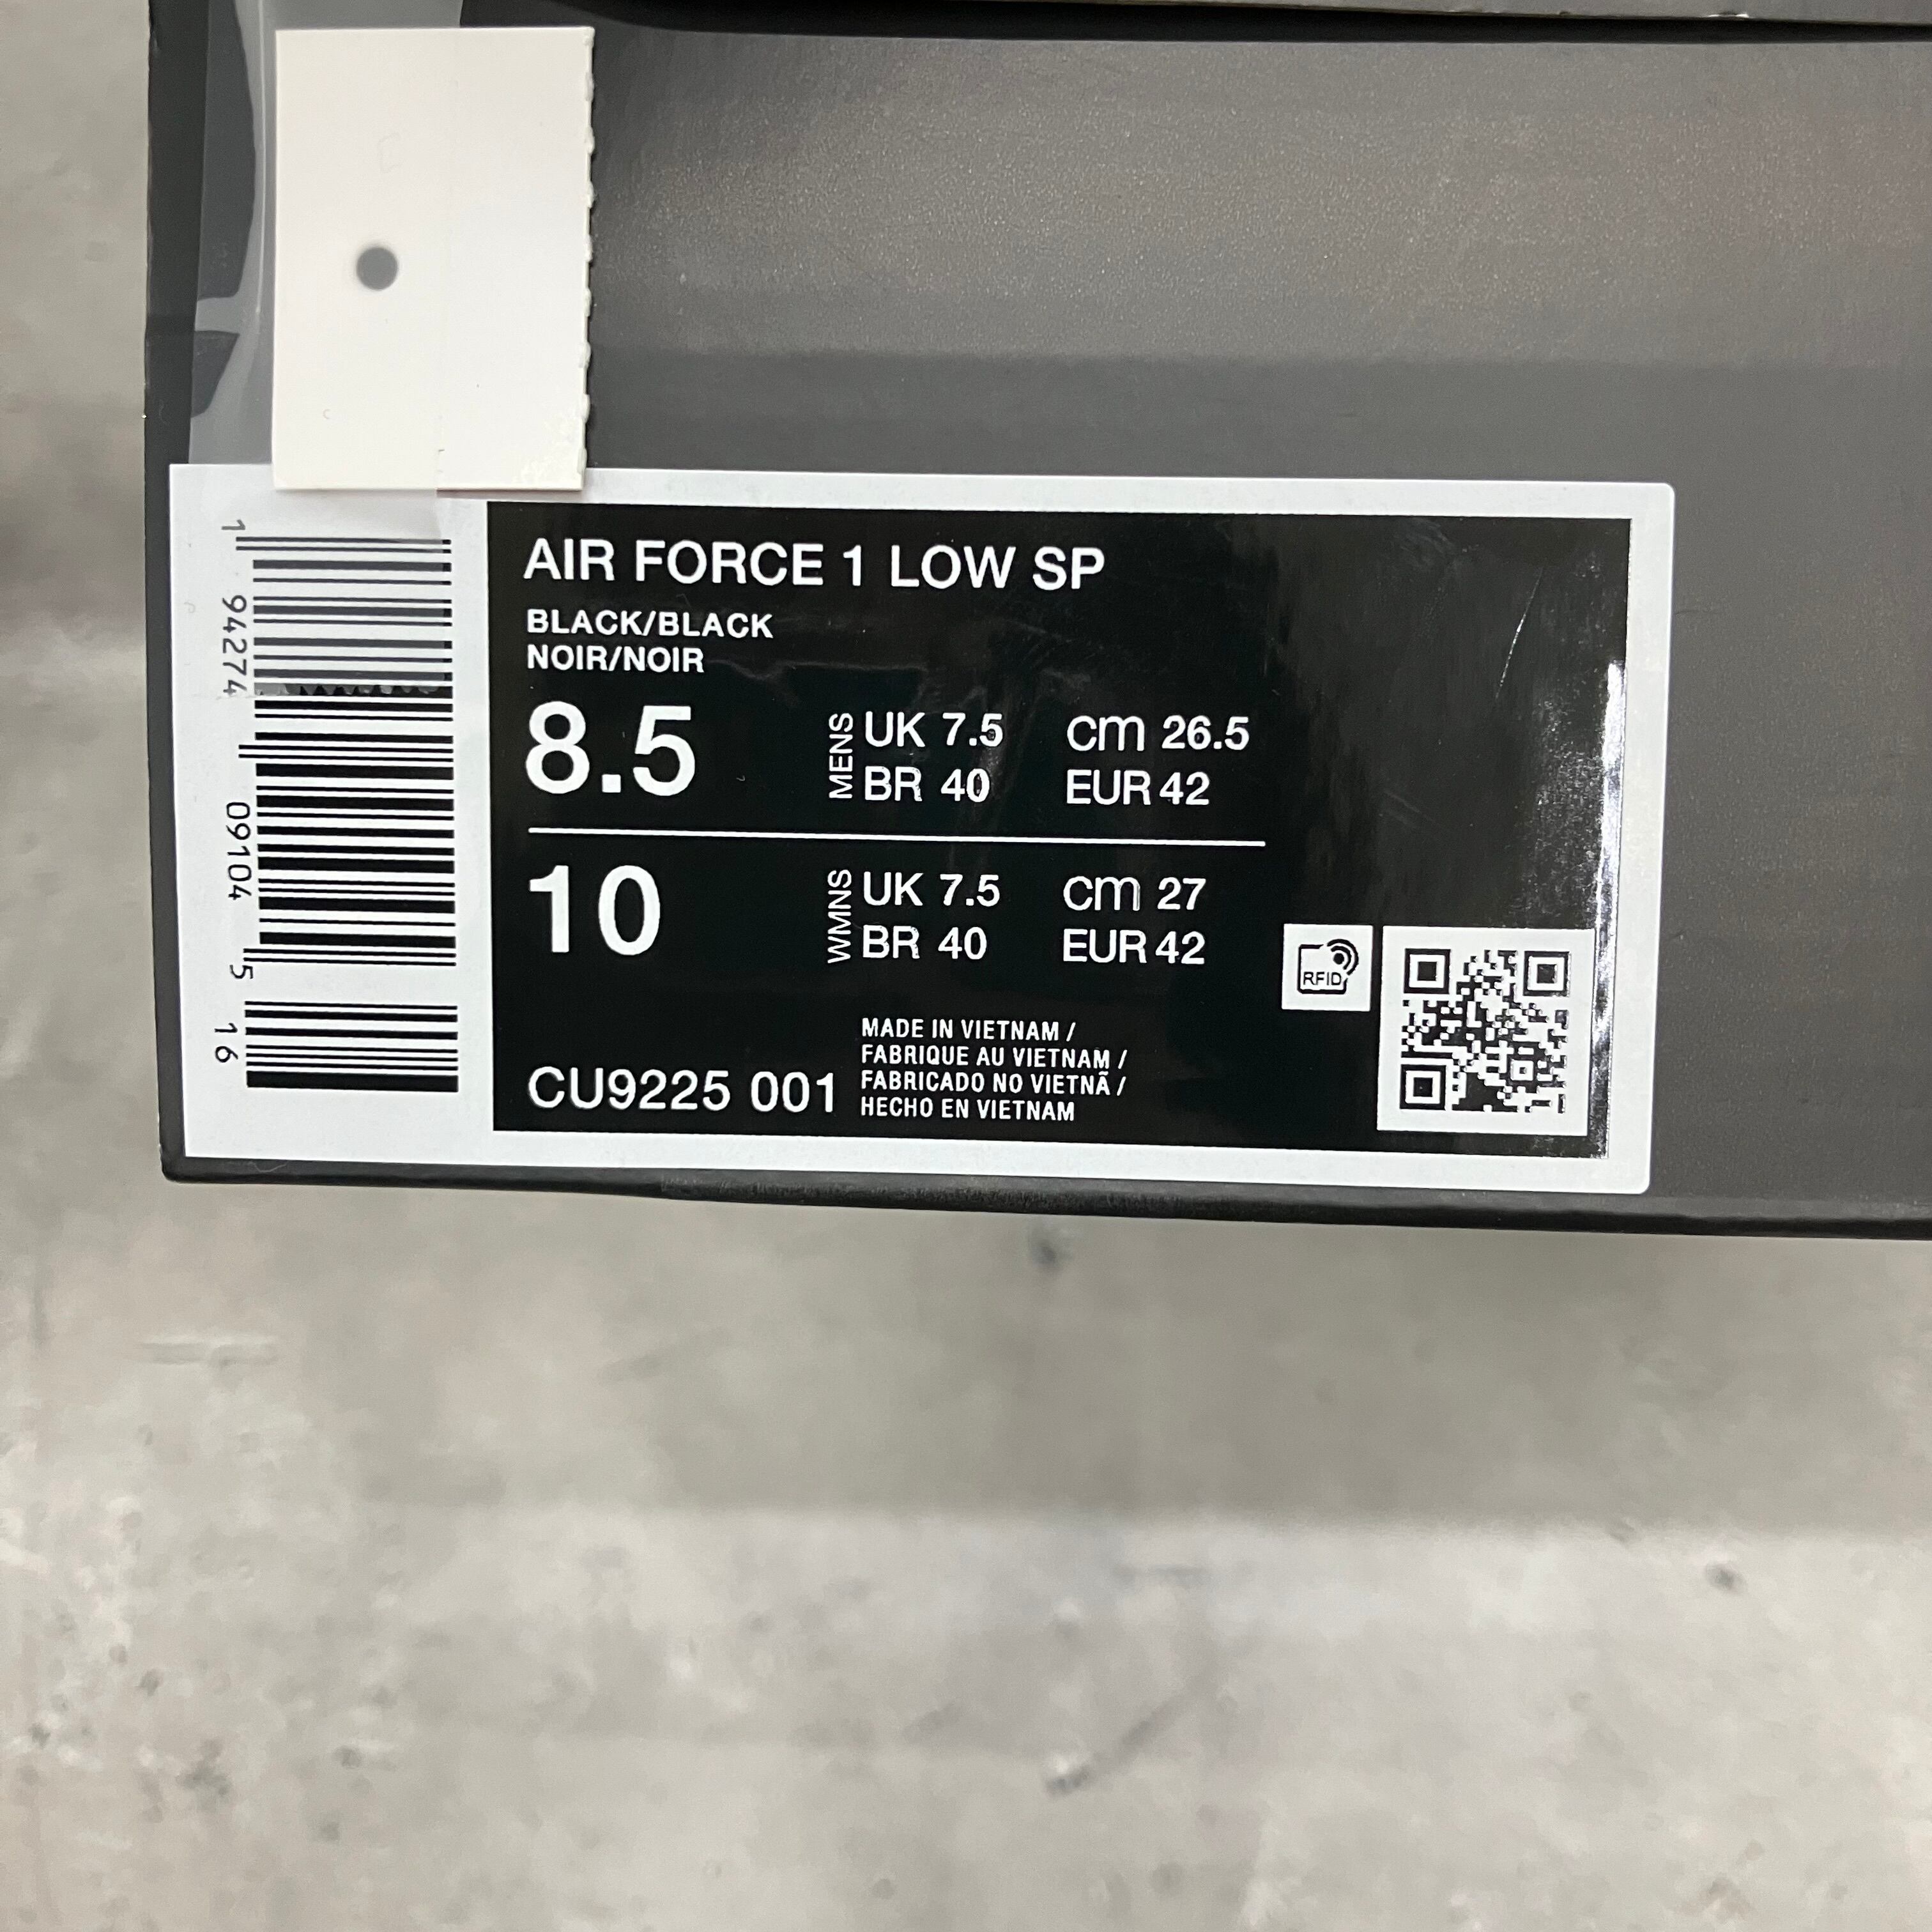 AIR FORCE 1 LOW SP
BLACK/BLACK
NOIR/NOIR
8.5 MENS UK 7.5 cm 26.5
BR 40 EUR 42
10 WMNS UK 7.5 cm 27
BR 40 EUR 42
RFID
CU9225 001
MADE IN VIETNAM /
FABRIQUE AU VIETNAM /
FABRICADO NO VIETNÃ /
HECHO EN VIETNAM
1 94274 09104 5 16